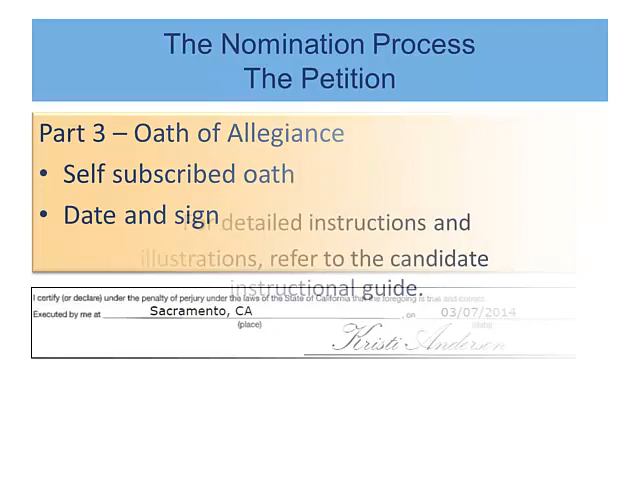 The Nomination Process
The Petition
Part 3 – Oath of Allegiance
• Self subscribed oath
• Date and sign
For detailed instructions and
illustrations, refer to the candidate
instructional guide.
I certify (or declare) under the penalty of perjury under the laws of the State of California that the foregoing is true and correct.
Executed by me at Sacramento, CA , on 03/07/2014
(place) (date)
Kristi Anderson